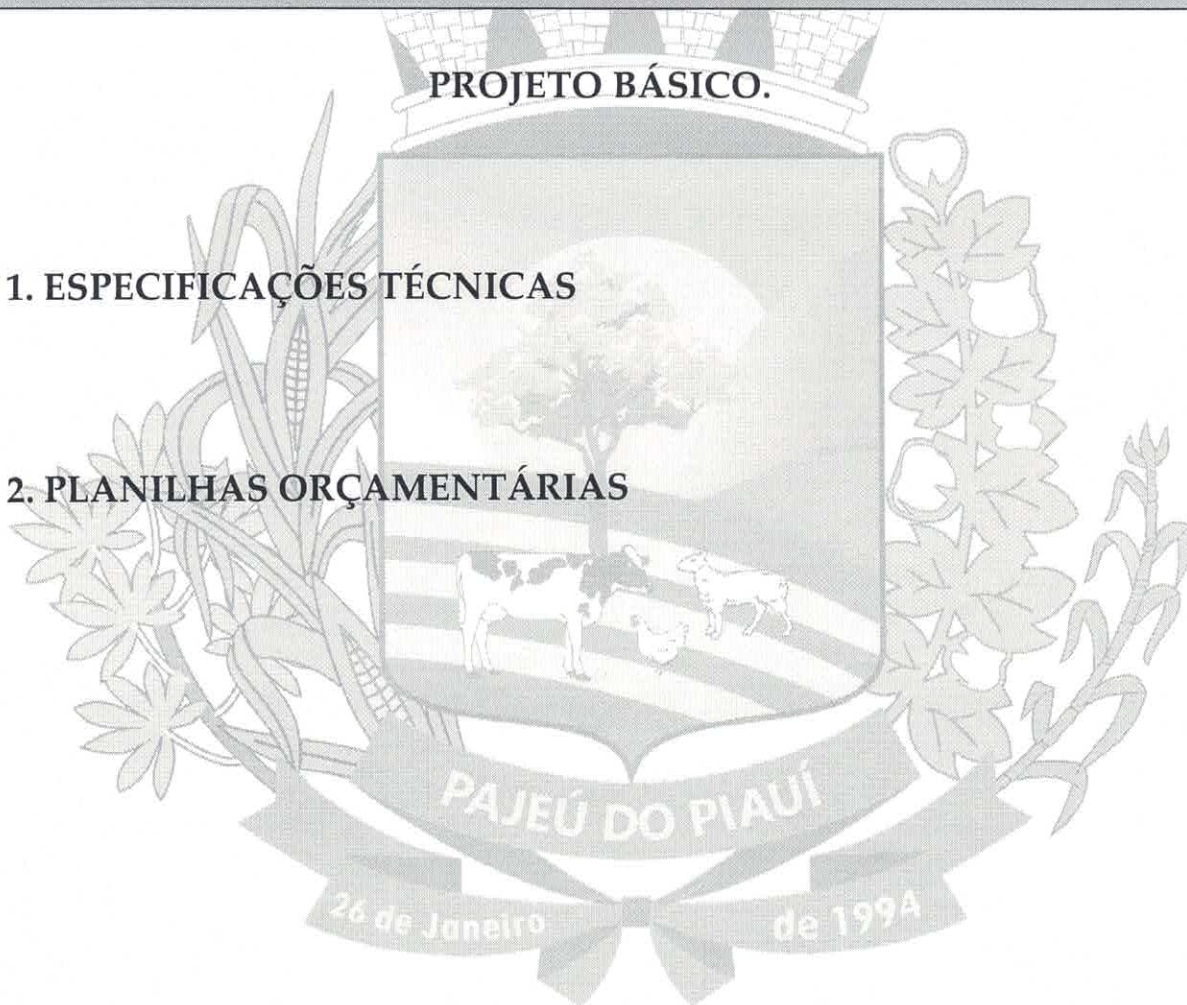 PROJETO BÁSICO.
1. ESPECIFICAÇÕES TÉCNICAS
2. PLANILHAS ORÇAMENTÁRIAS
PAJEÚ DO PIAUÍ
26 de Janeiro de 1994